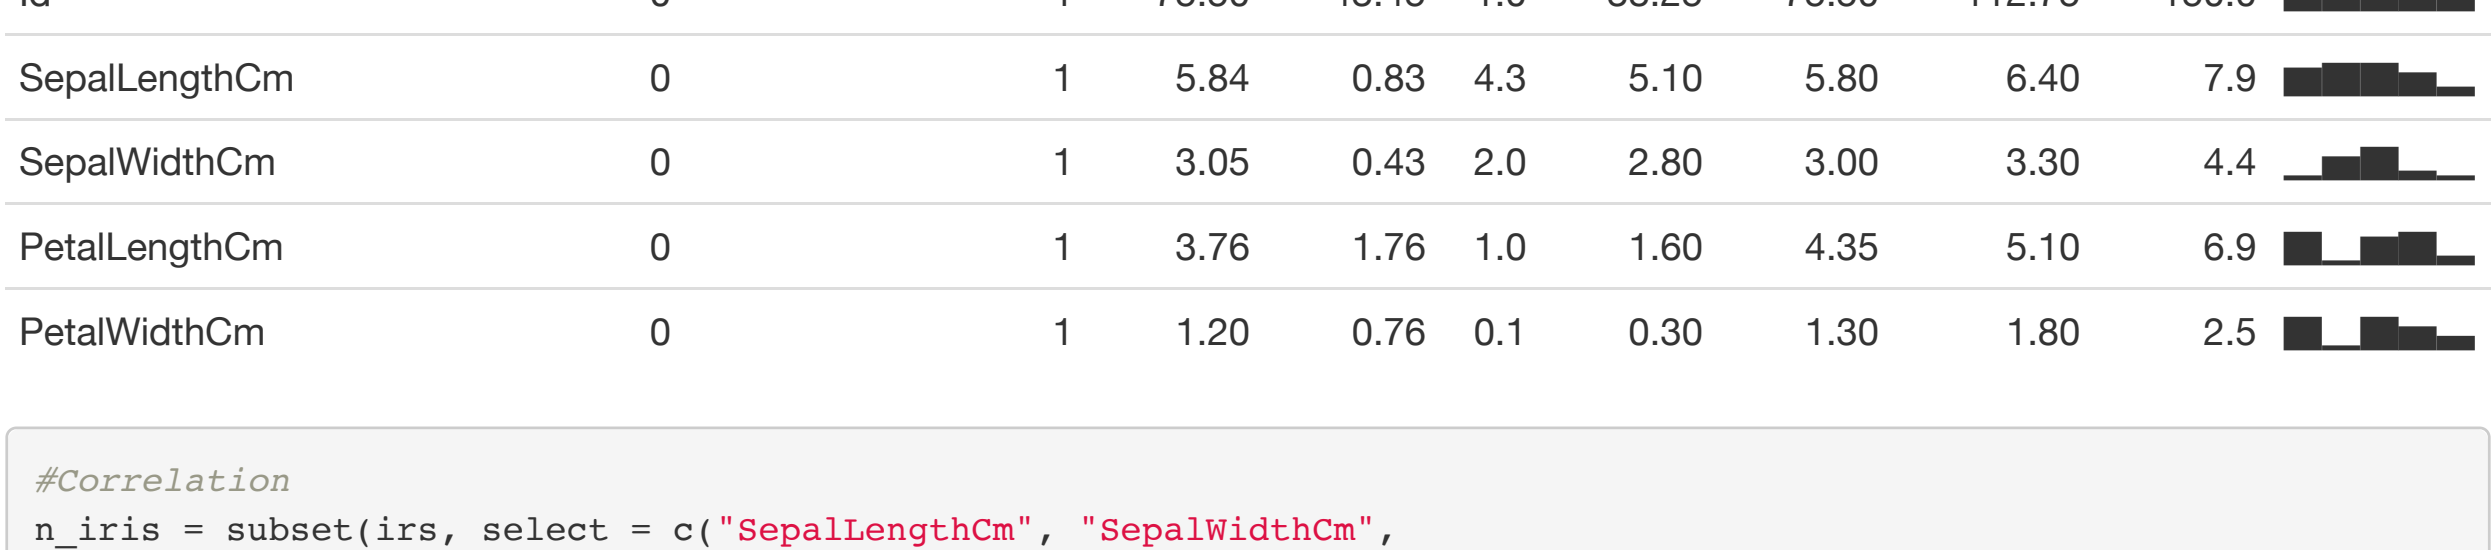 SepalLengthCm 0 1 5.84 0.83 4.3 5.10 5.80 6.40 7.9
SepalWidthCm 0 1 3.05 0.43 2.0 2.80 3.00 3.30 4.4
PetalLengthCm 0 1 3.76 1.76 1.0 1.60 4.35 5.10 6.9
PetalWidthCm 0 1 1.20 0.76 0.1 0.30 1.30 1.80 2.5
#Correlation
n_iris = subset(irs, select = c("SepalLengthCm", "SepalWidthCm",